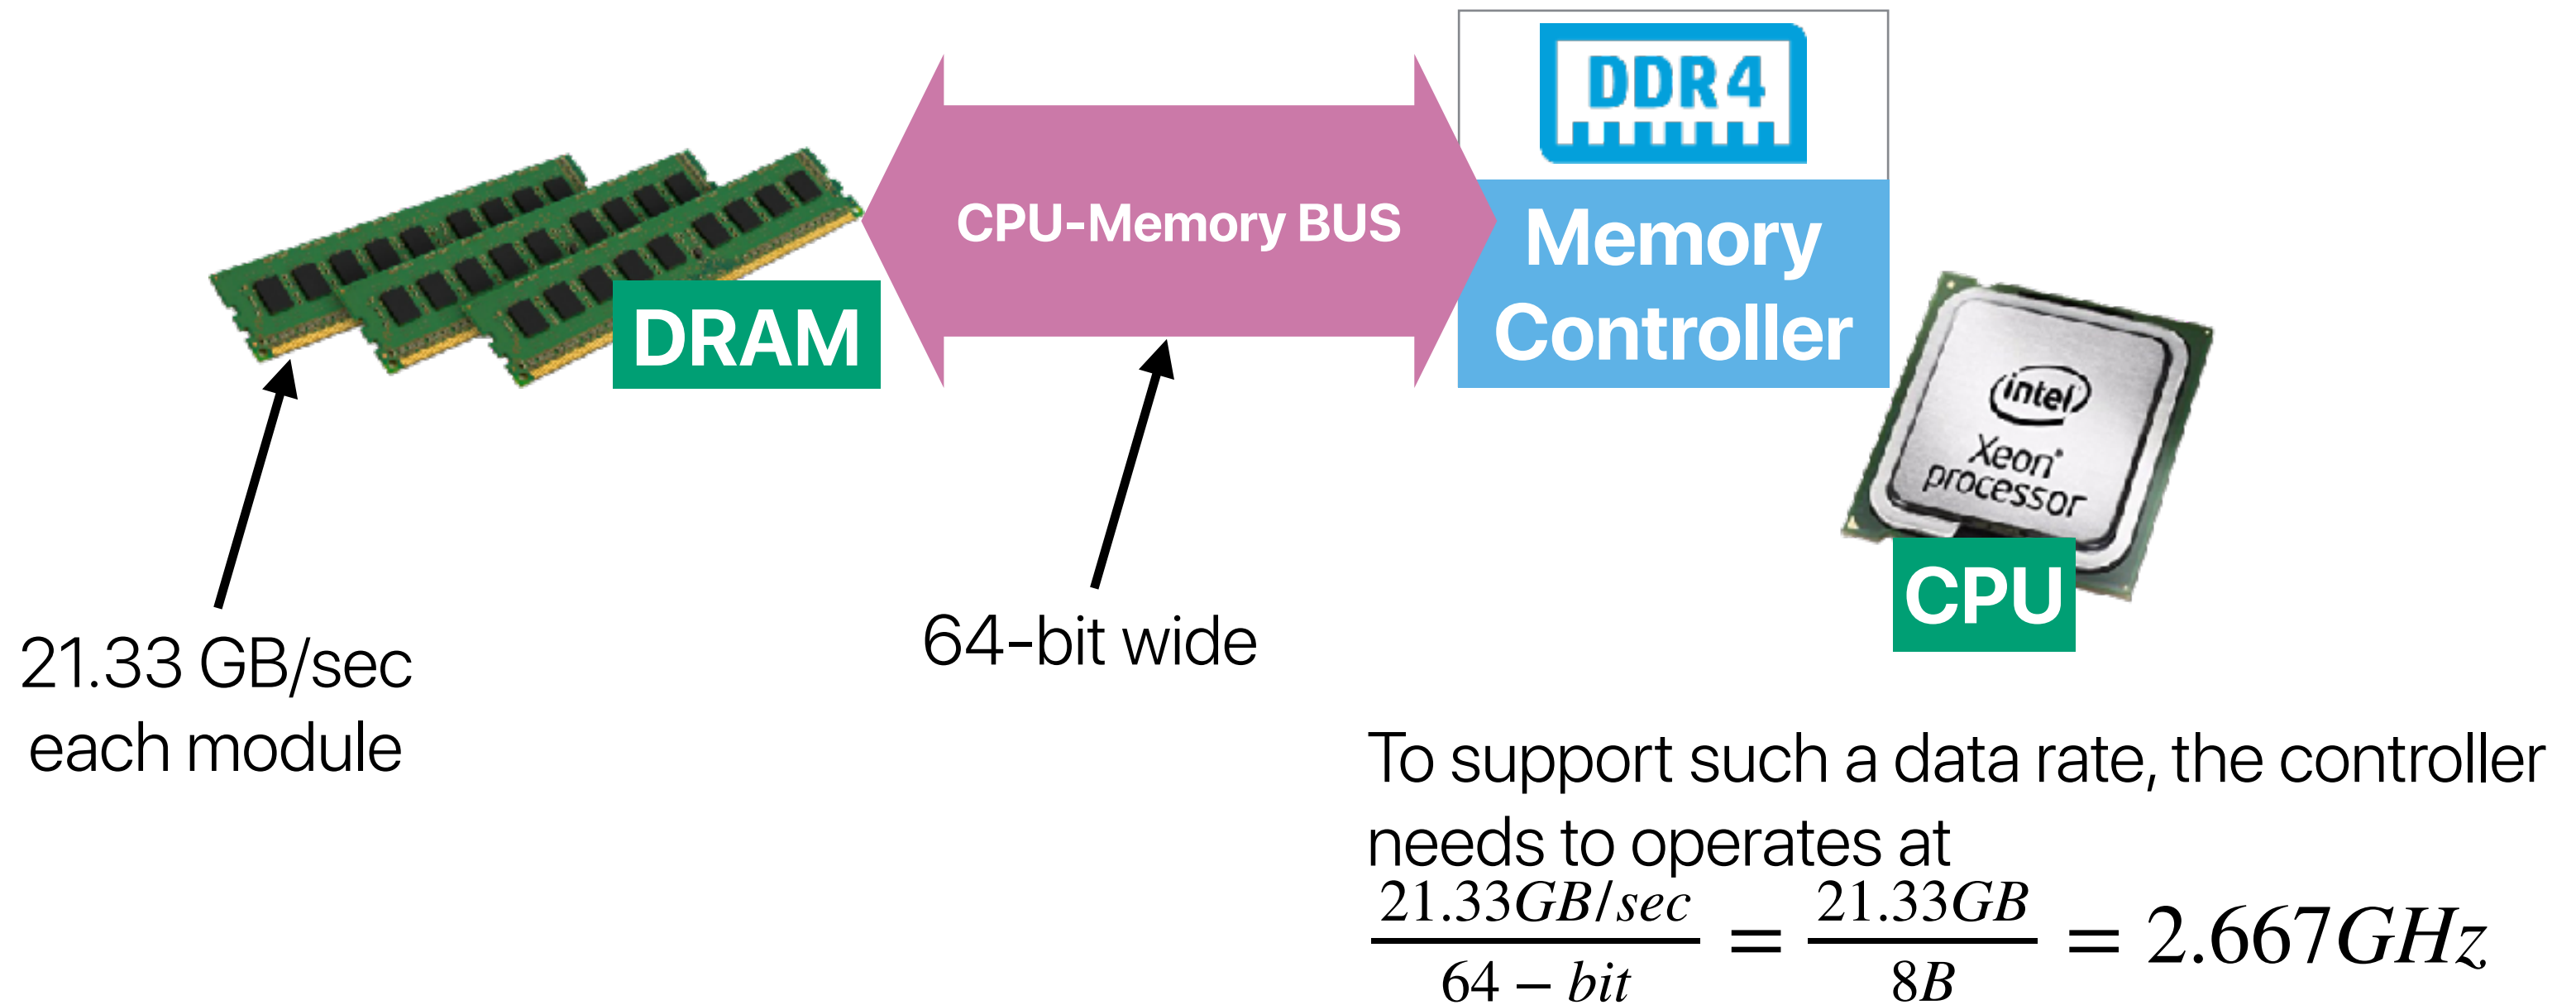 DDR4
CPU-Memory BUS
Memory
Controller
DRAM
intel
Xeon®
processor
CPU
21.33 GB/sec
each module
64-bit wide
To support such a data rate, the controller
needs to operates at
21.33GB/sec / 64 − bit = 21.33GB / 8B = 2.667GHz